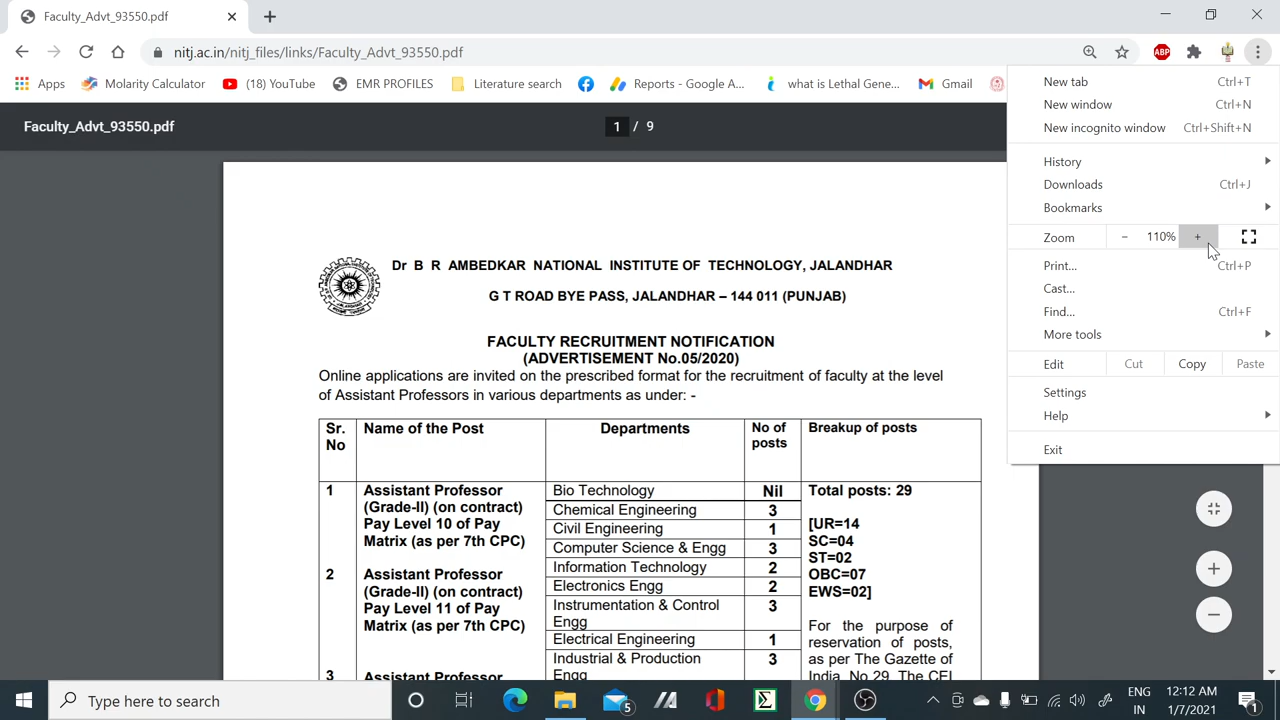 Faculty_Advt_93550.pdf
nitj.ac.in/nitj_files/links/Faculty_Advt_93550.pdf
ABP
Apps
Molarity Calculator
(18) YouTube
EMR PROFILES
Literature search
Reports - Google A...
what is Lethal Gene...
Gmail
Faculty_Advt_93550.pdf
1 / 9
New tab Ctrl+T
New window Ctrl+N
New incognito window Ctrl+Shift+N
History
Downloads Ctrl+J
Bookmarks
Zoom - 110% +
Print... Ctrl+P
Cast...
Find... Ctrl+F
More tools
Edit Cut Copy Paste
Settings
Help
Exit
Dr B R AMBEDKAR NATIONAL INSTITUTE OF TECHNOLOGY, JALANDHAR
G T ROAD BYE PASS, JALANDHAR – 144 011 (PUNJAB)
FACULTY RECRUITMENT NOTIFICATION
(ADVERTISEMENT No.05/2020)
Online applications are invited on the prescribed format for the recruitment of faculty at the level
of Assistant Professors in various departments as under: -
Sr.
No
Name of the Post
Departments
No of
posts
Breakup of posts
1
Assistant Professor
(Grade-II) (on contract)
Pay Level 10 of Pay
Matrix (as per 7th CPC)
2
Assistant Professor
(Grade-II) (on contract)
Pay Level 11 of Pay
Matrix (as per 7th CPC)
3
Assistant Professor
Bio Technology Nil
Chemical Engineering 3
Civil Engineering 1
Computer Science & Engg 3
Information Technology 2
Electronics Engg 2
Instrumentation & Control
Engg
3
Electrical Engineering 1
Industrial & Production
Engg
3
Total posts: 29
[UR=14
SC=04
ST=02
OBC=07
EWS=02]
For the purpose of
reservation of posts,
as per The Gazette of
India, No 29, The CEI
Type here to search
5
ENG
IN
12:12 AM
1/7/2021
1